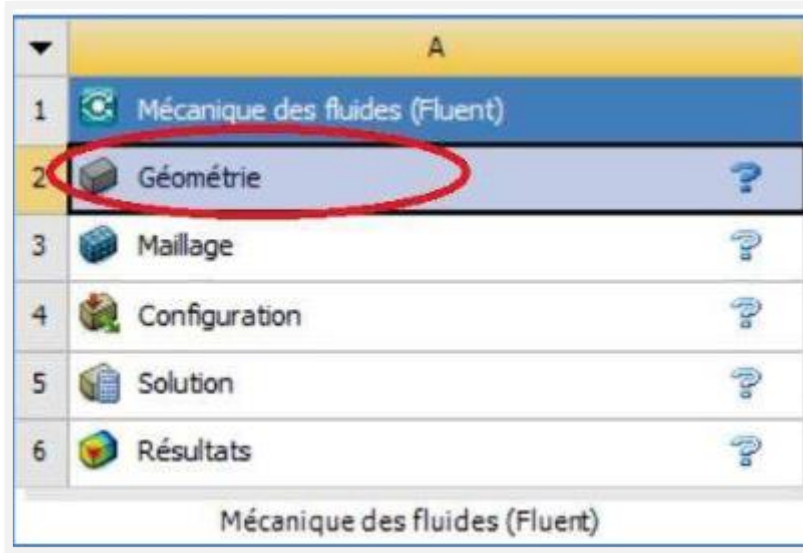 A
1 Mécanique des fluides (Fluent)
2 Géométrie ?
3 Maillage ?
4 Configuration ?
5 Solution ?
6 Résultats ?
Mécanique des fluides (Fluent)